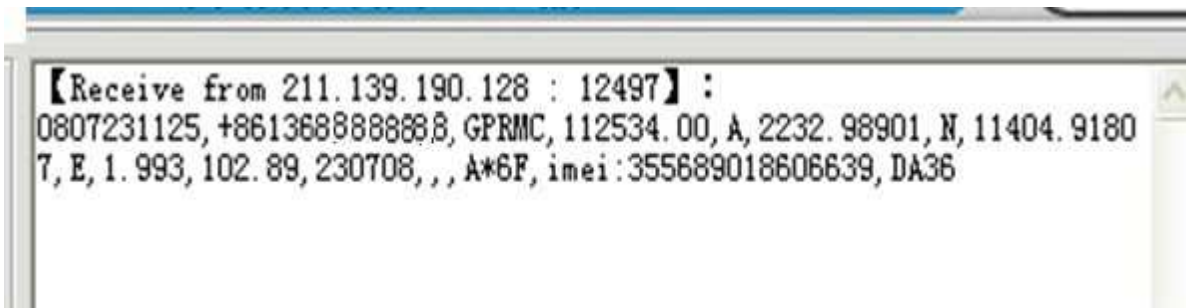 【Receive from 211.139.190.128 : 12497】：
0807231125,+8613688888888,GPRMC,112534.00,A,2232.98901,N,11404.9180
7,E,1.993,102.89,230708,,,A*6F,imei:355689018606639,DA36